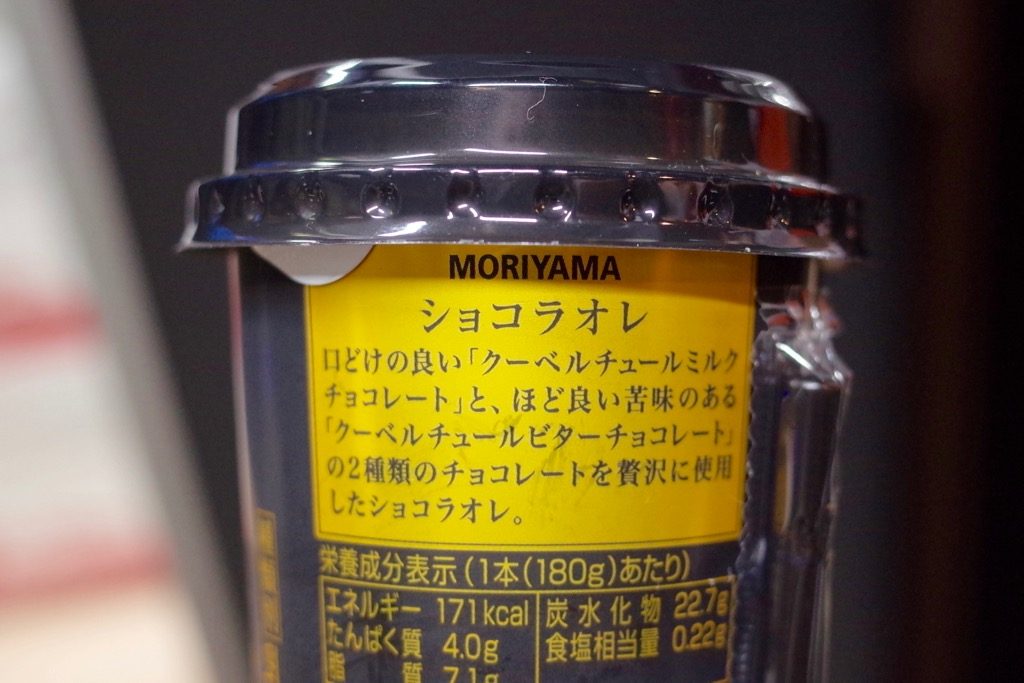 MORIYAMA
ショコラオレ
口どけの良い「クーベルチュールミルク
チョコレート」と、ほど良い苦味のある
「クーベルチュールビターチョコレート」
の2種類のチョコレートを贅沢に使用
したショコラオレ。
栄養成分表示(1本(180g)あたり)
エネルギー 171kcal
炭水化物 22.7g
たんぱく質 4.0g
食塩相当量 0.22g
脂質 7.1g